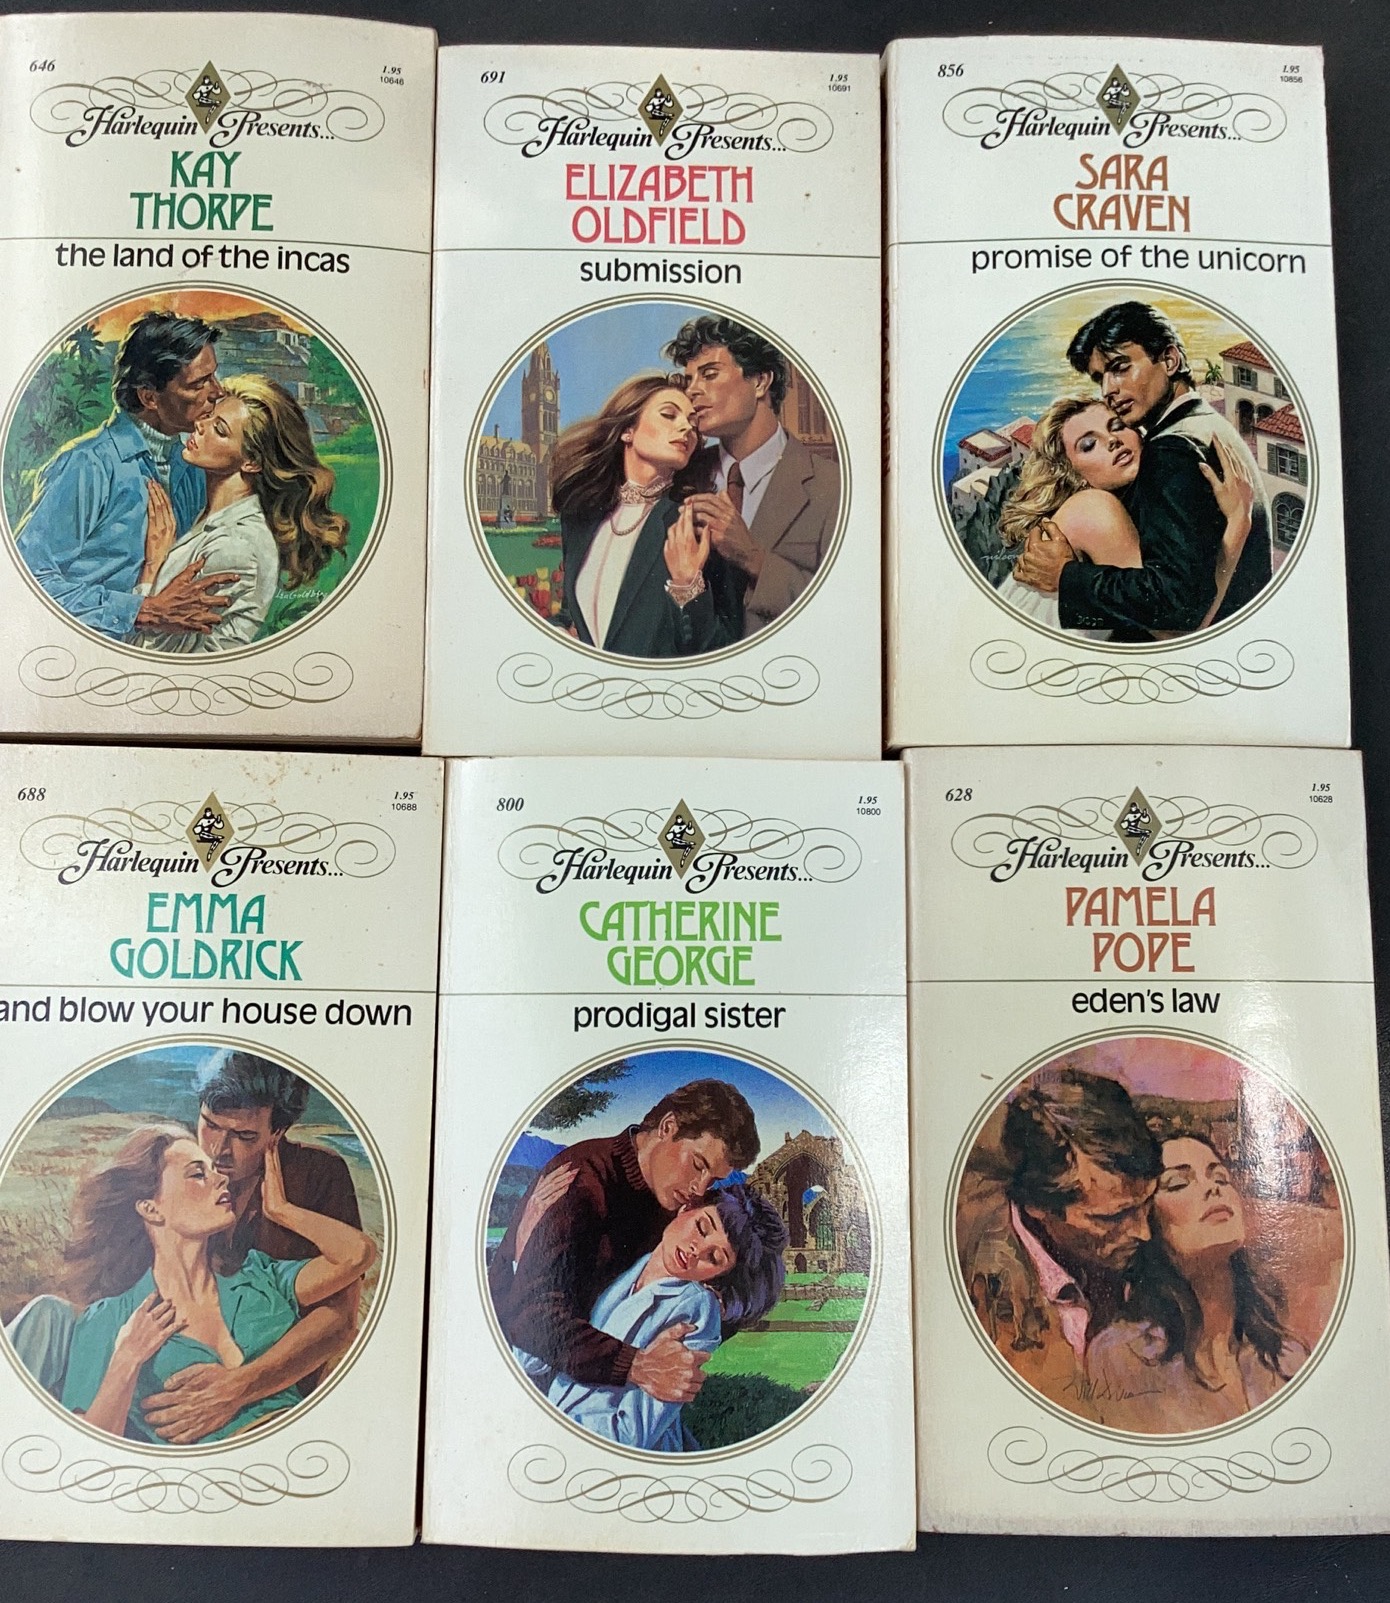 646
1.95
10646
Harlequin Presents...
KAY
THORPE
the land of the incas
691
1.95
10691
Harlequin Presents...
ELIZABETH
OLDFIELD
submission
856
1.95
10856
Harlequin Presents...
SARA
CRAVEN
promise of the unicorn
688
1.95
10688
Harlequin Presents...
EMMA
GOLDRICK
and blow your house down
800
1.95
10800
Harlequin Presents...
CATHERINE
GEORGE
prodigal sister
628
1.95
10628
Harlequin Presents...
PAMELA
POPE
eden's law